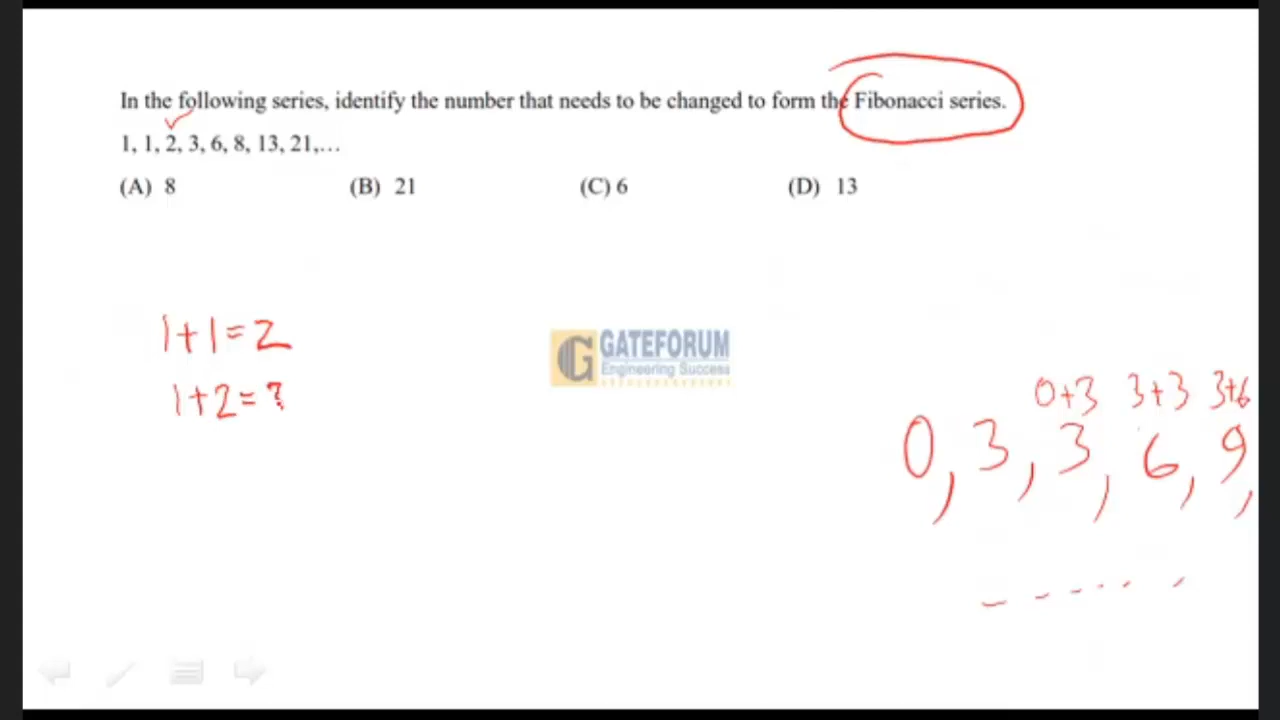 In the following series, identify the number that needs to be changed to form the Fibonacci series.
1, 1, 2, 3, 6, 8, 13, 21,...
(A) 8 (B) 21 (C) 6 (D) 13
1+1=2
1+2=3
GATEFORUM
Engineering Success
0+3 3+3 3+6
0, 3, 3, 6, 9,